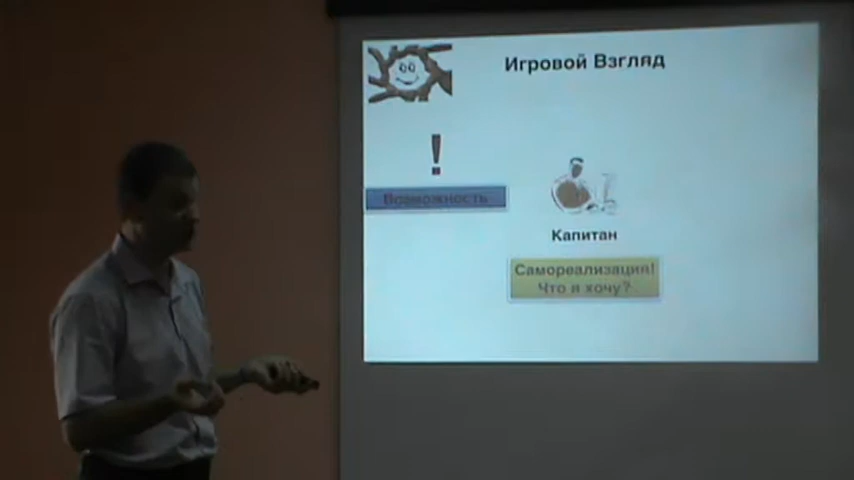 Игровой Взгляд
!
Возможность
Капитан
Самореализация!
Что я хочу?